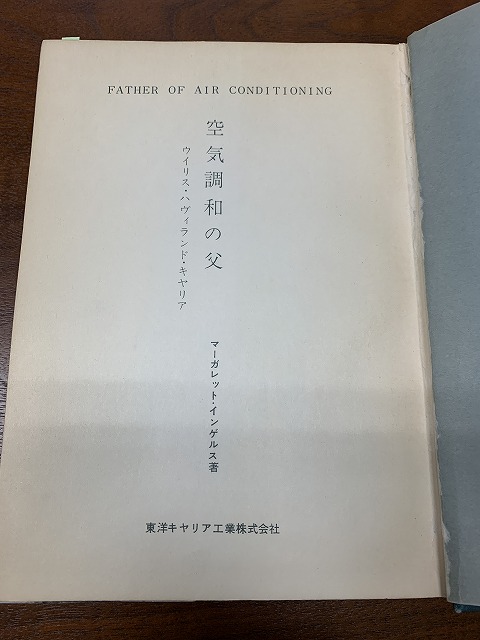 FATHER OF AIR CONDITIONING
空気調和の父
ウイリス・ハヴィランド・キヤリア
マーガレット・インゲルス著
東洋キヤリア工業株式会社